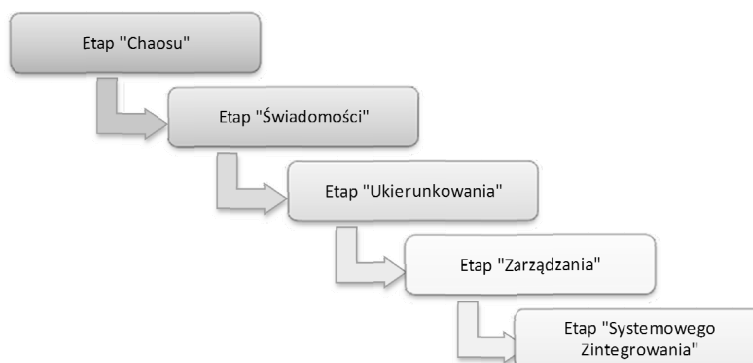 Etap "Chaosu"
Etap "Świadomości"
Etap "Ukierunkowania"
Etap "Zarządzania"
Etap "Systemowego
Zintegrowania"